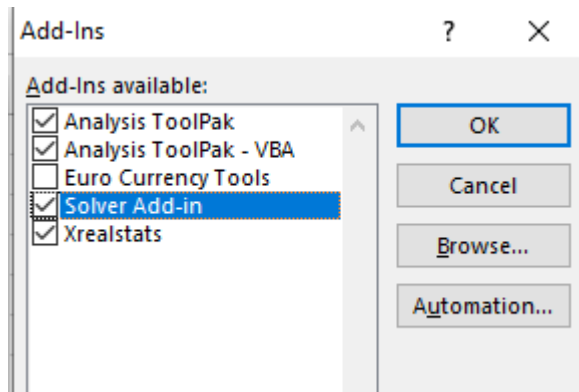 Add-Ins ?
Add-Ins available:
Analysis ToolPak
Analysis ToolPak - VBA
Euro Currency Tools
Solver Add-in
Xrealstats
OK
Cancel
Browse...
Automation...